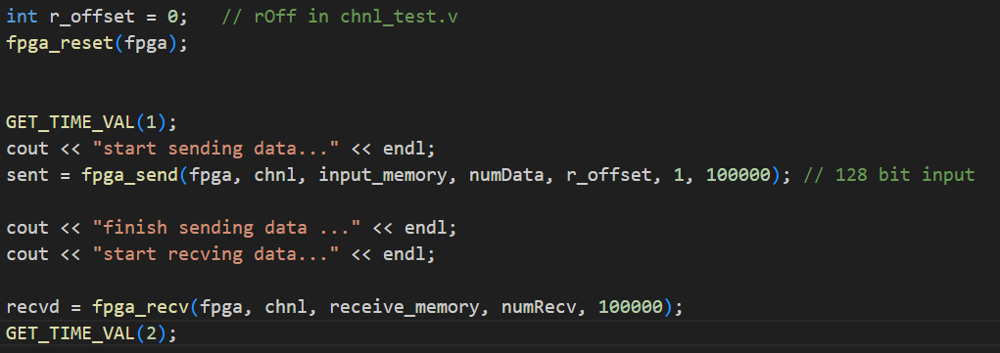 int r_offset = 0;   // rOff in chnl_test.v
fpga_reset(fpga);
GET_TIME_VAL(1);
cout << "start sending data..." << endl;
sent = fpga_send(fpga, chnl, input_memory, numData, r_offset, 1, 100000); // 128 bit input
cout << "finish sending data ..." << endl;
cout << "start recving data..." << endl;
recvd = fpga_recv(fpga, chnl, receive_memory, numRecv, 100000);
GET_TIME_VAL(2);